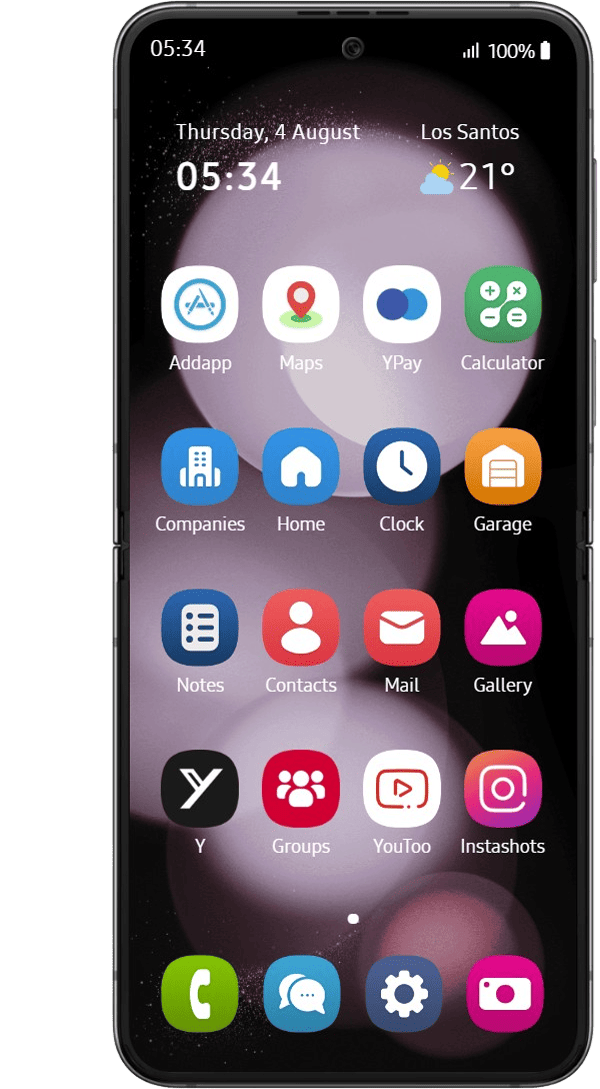 05:34 100%
Thursday, 4 August Los Santos
05:34 21°
Addapp Maps YPay Calculator
Companies Home Clock Garage
Notes Contacts Mail Gallery
Y Groups YouToo Instashots